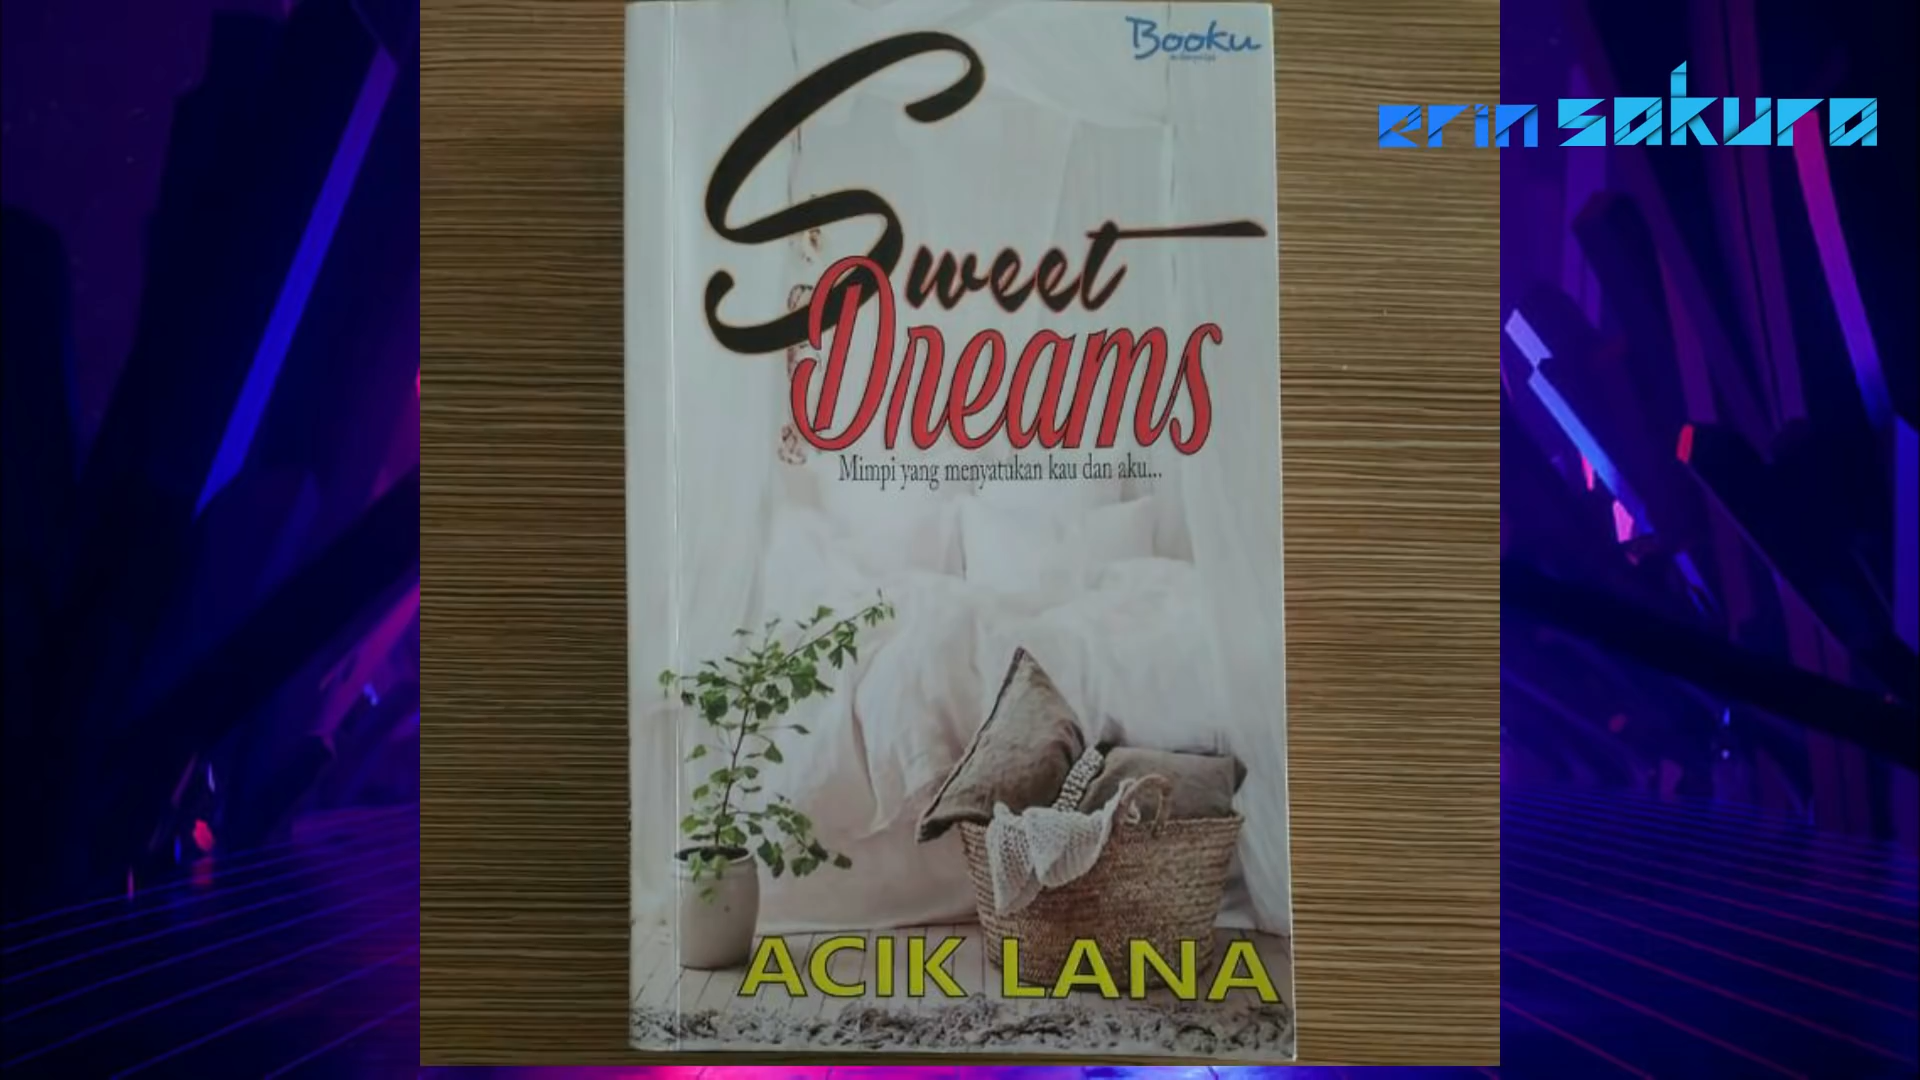 Booku
erin sakura
Sweet
Dreams
Mimpi yang menyatukan kau dan aku...
ACIK LANA